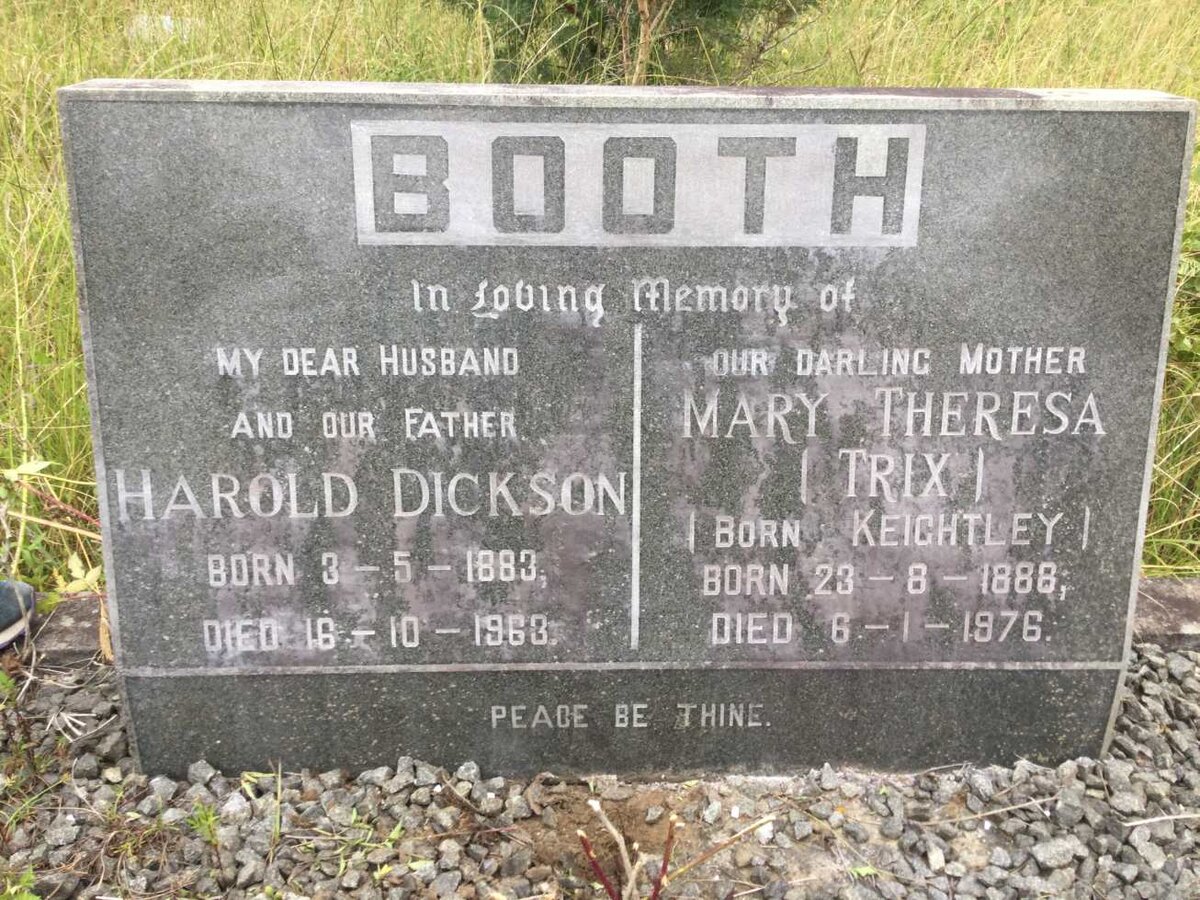 BOOTH
In Loving Memory of
MY DEAR HUSBAND
AND OUR FATHER
HAROLD DICKSON
BORN 3-5-1883,
DIED 16-10-1963.
OUR DARLING MOTHER
MARY THERESA
(TRIX)
(BORN KEIGHTLEY)
BORN 23-8-1888,
DIED 6-1-1976.
PEACE BE THINE.